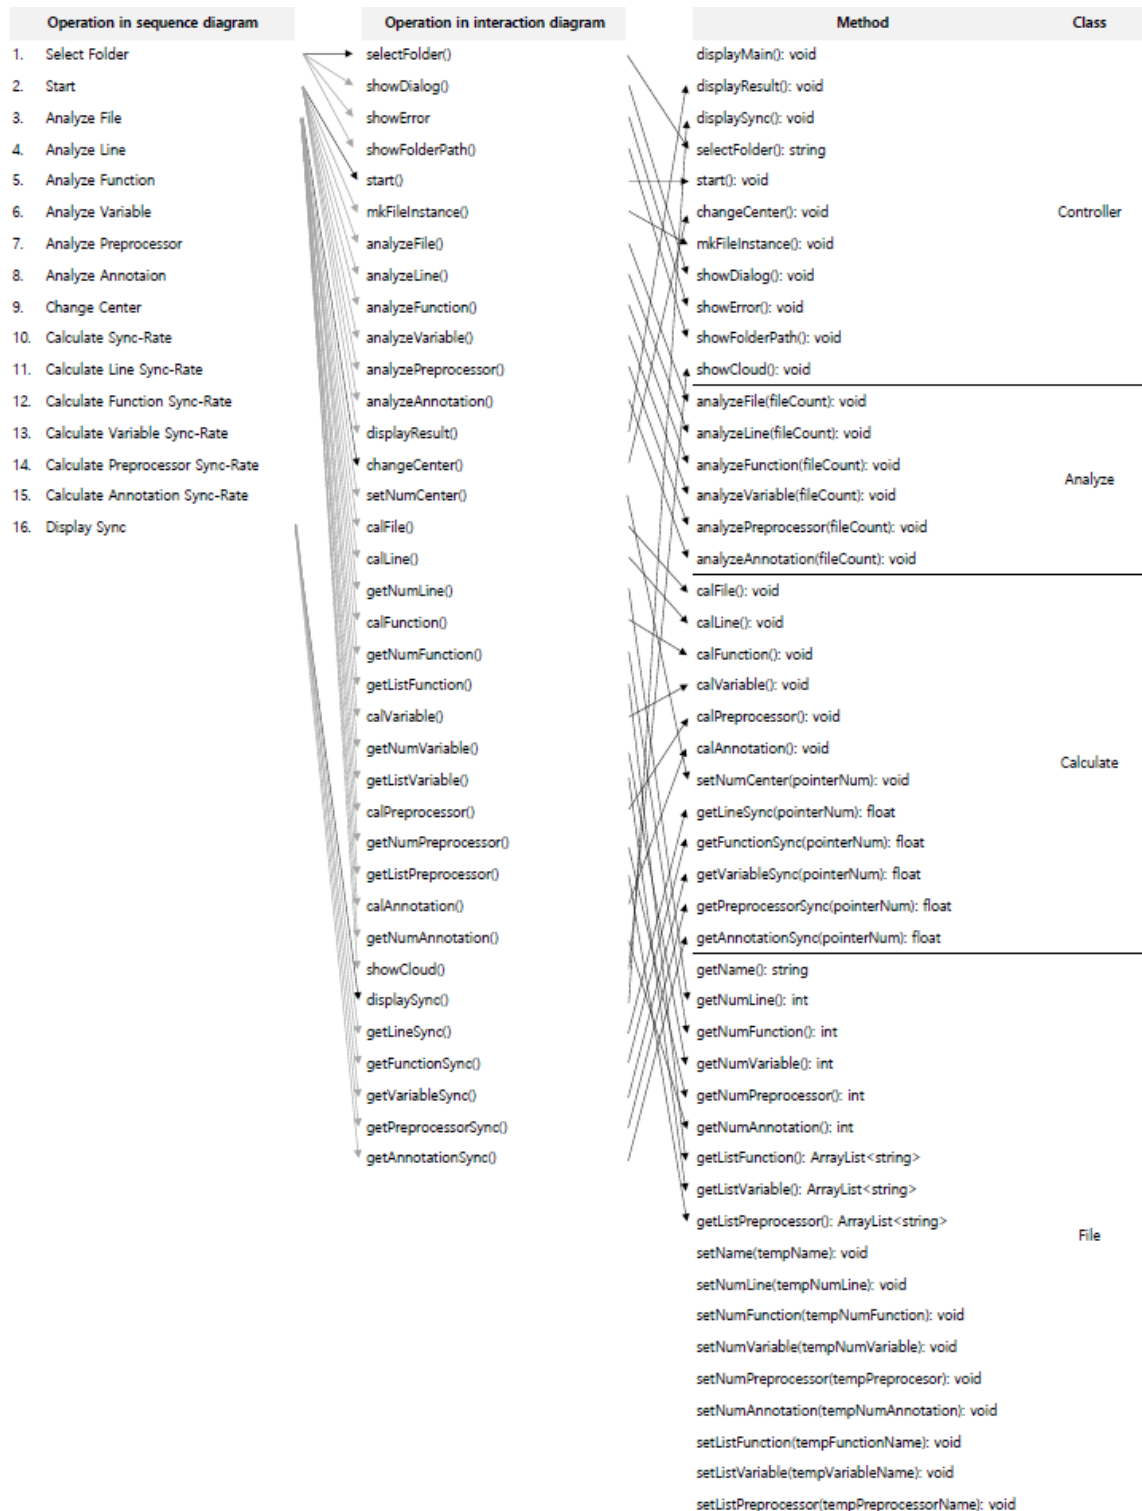 Operation in sequence diagram
1. Select Folder
2. Start
3. Analyze File
4. Analyze Line
5. Analyze Function
6. Analyze Variable
7. Analyze Preprocessor
8. Analyze Annotaion
9. Change Center
10. Calculate Sync-Rate
11. Calculate Line Sync-Rate
12. Calculate Function Sync-Rate
13. Calculate Variable Sync-Rate
14. Calculate Preprocessor Sync-Rate
15. Calculate Annotation Sync-Rate
16. Display Sync
Operation in interaction diagram
selectFolder()
showDialog()
showError
showFolderPath()
start()
mkFileInstance()
analyzeFile()
analyzeLine()
analyzeFunction()
analyzeVariable()
analyzePreprocessor()
analyzeAnnotation()
displayResult()
changeCenter()
setNumCenter()
calFile()
calLine()
getNumLine()
calFunction()
getNumFunction()
getListFunction()
calVariable()
getNumVariable()
getListVariable()
calPreprocessor()
getNumPreprocessor()
getListPreprocessor()
calAnnotation()
getNumAnnotation()
showCloud()
displaySync()
getLineSync()
getFunctionSync()
getVariableSync()
getPreprocessorSync()
getAnnotationSync()
Method Class
displayMain(): void
displayResult(): void
displaySync(): void
selectFolder(): string
start(): void
changeCenter(): void
Controller
mkFileInstance(): void
showDialog(): void
showError(): void
showFolderPath(): void
showCloud(): void
analyzeFile(fileCount): void
analyzeLine(fileCount): void
analyzeFunction(fileCount): void
Analyze
analyzeVariable(fileCount): void
analyzePreprocessor(fileCount): void
analyzeAnnotation(fileCount): void
calFile(): void
calLine(): void
calFunction(): void
calVariable(): void
calPreprocessor(): void
calAnnotation(): void
Calculate
setNumCenter(pointerNum): void
getLineSync(pointerNum): float
getFunctionSync(pointerNum): float
getVariableSync(pointerNum): float
getPreprocessorSync(pointerNum): float
getAnnotationSync(pointerNum): float
getName(): string
getNumLine(): int
getNumFunction(): int
getNumVariable(): int
getNumPreprocessor(): int
getNumAnnotation(): int
getListFunction(): ArrayList<string>
getListVariable(): ArrayList<string>
getListPreprocessor(): ArrayList<string>
File
setName(tempName): void
setNumLine(tempNumLine): void
setNumFunction(tempNumFunction): void
setNumVariable(tempNumVariable): void
setNumPreprocessor(tempPreprocesor): void
setNumAnnotation(tempNumAnnotation): void
setListFunction(tempFunctionName): void
setListVariable(tempVariableName): void
setListPreprocessor(tempPreprocessorName): void